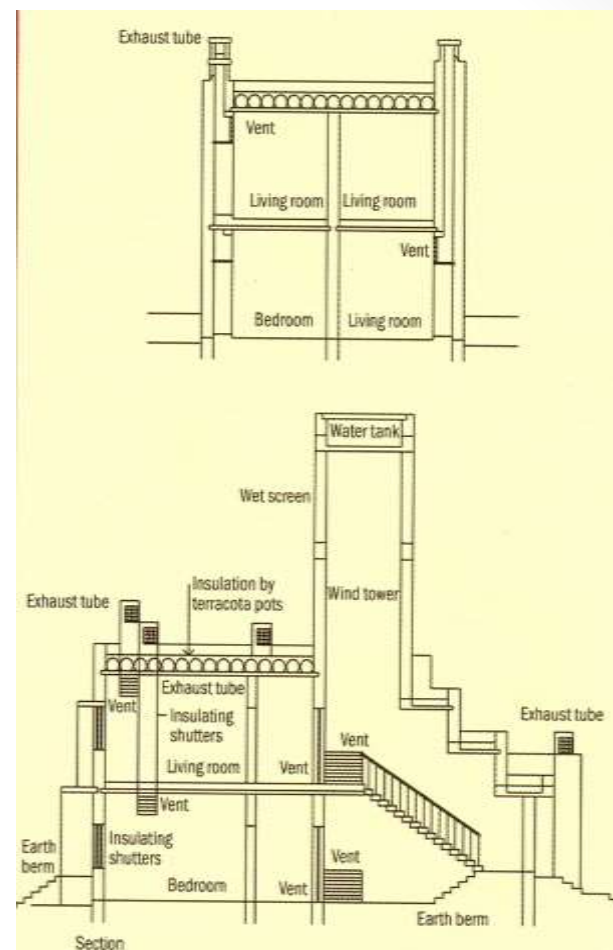 Exhaust tube
Vent
Living room
Living room
Vent
Bedroom
Living room
Water tank
Wet screen
Insulation by
terracota pots
Exhaust tube
Wind tower
Exhaust tube
Vent
Insulating
shutters
Exhaust tube
Vent
Living room
Vent
Vent
Insulating
shutters
Earth
berm
Vent
Bedroom
Vent
Earth berm
Section